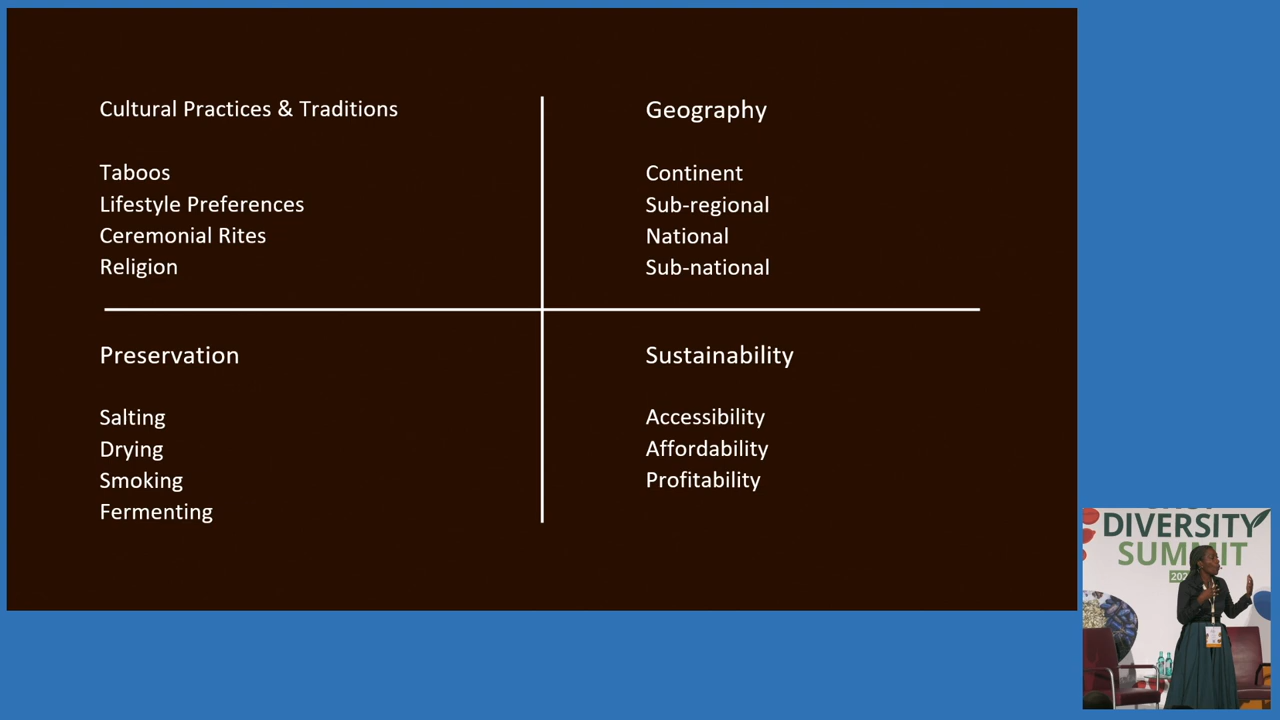 Cultural Practices & Traditions
Taboos
Lifestyle Preferences
Ceremonial Rites
Religion
Geography
Continent
Sub-regional
National
Sub-national
Preservation
Salting
Drying
Smoking
Fermenting
Sustainability
Accessibility
Affordability
Profitability
DIVERSITY
SUMMIT